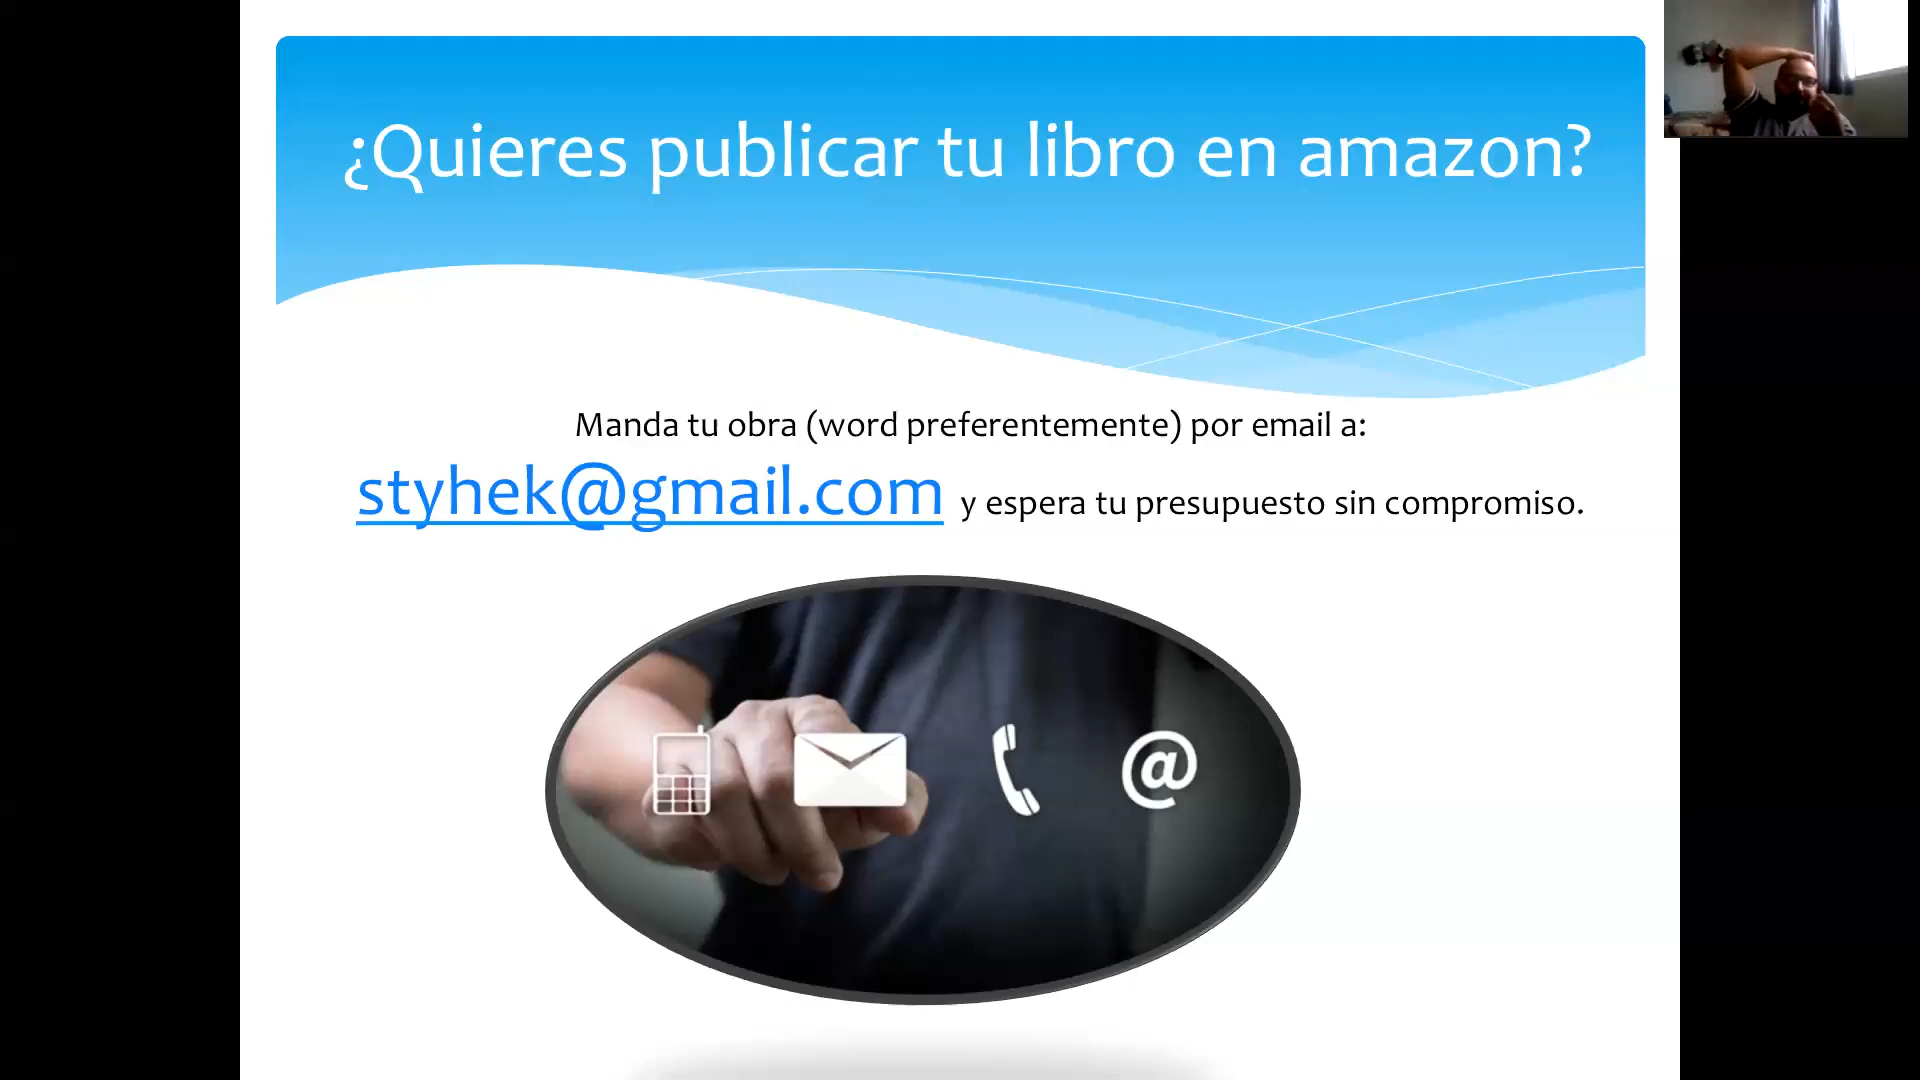 ¿Quieres publicar tu libro en amazon?
Manda tu obra (word preferentemente) por email a:
styhek@gmail.com y espera tu presupuesto sin compromiso.
@